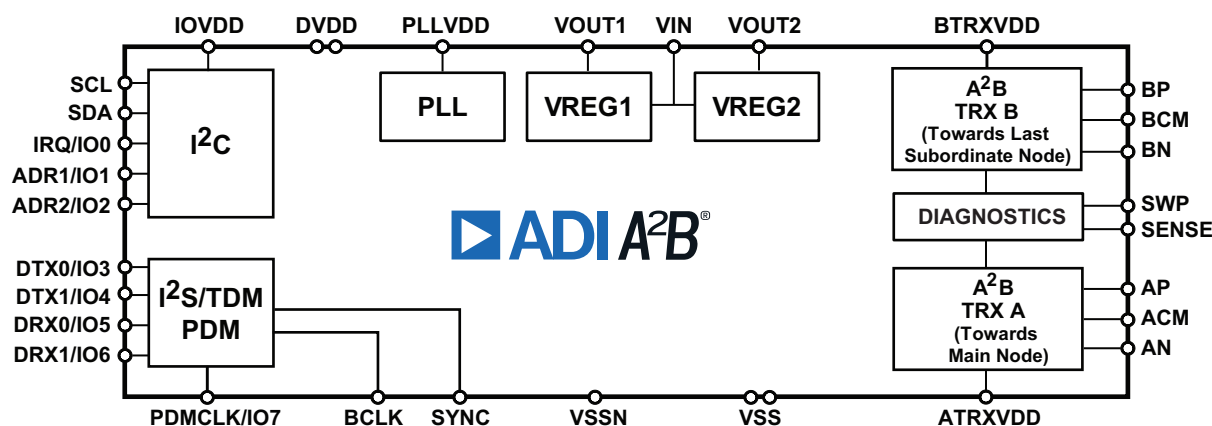 IOVDD DVDD PLLVDD VOUT1 VIN VOUT2 BTRXVDD
SCL
SDA
IRQ/IO0
ADR1/IO1
ADR2/IO2
I²C
PLL
VREG1
VREG2
A²B
TRX B
(Towards Last
Subordinate Node)
BP
BCM
BN
DIAGNOSTICS
SWP
SENSE
ADI A²B®
DTX0/IO3
DTX1/IO4
DRX0/IO5
DRX1/IO6
I²S/TDM
PDM
A²B
TRX A
(Towards
Main Node)
AP
ACM
AN
PDMCLK/IO7 BCLK SYNC VSSN VSS ATRXVDD